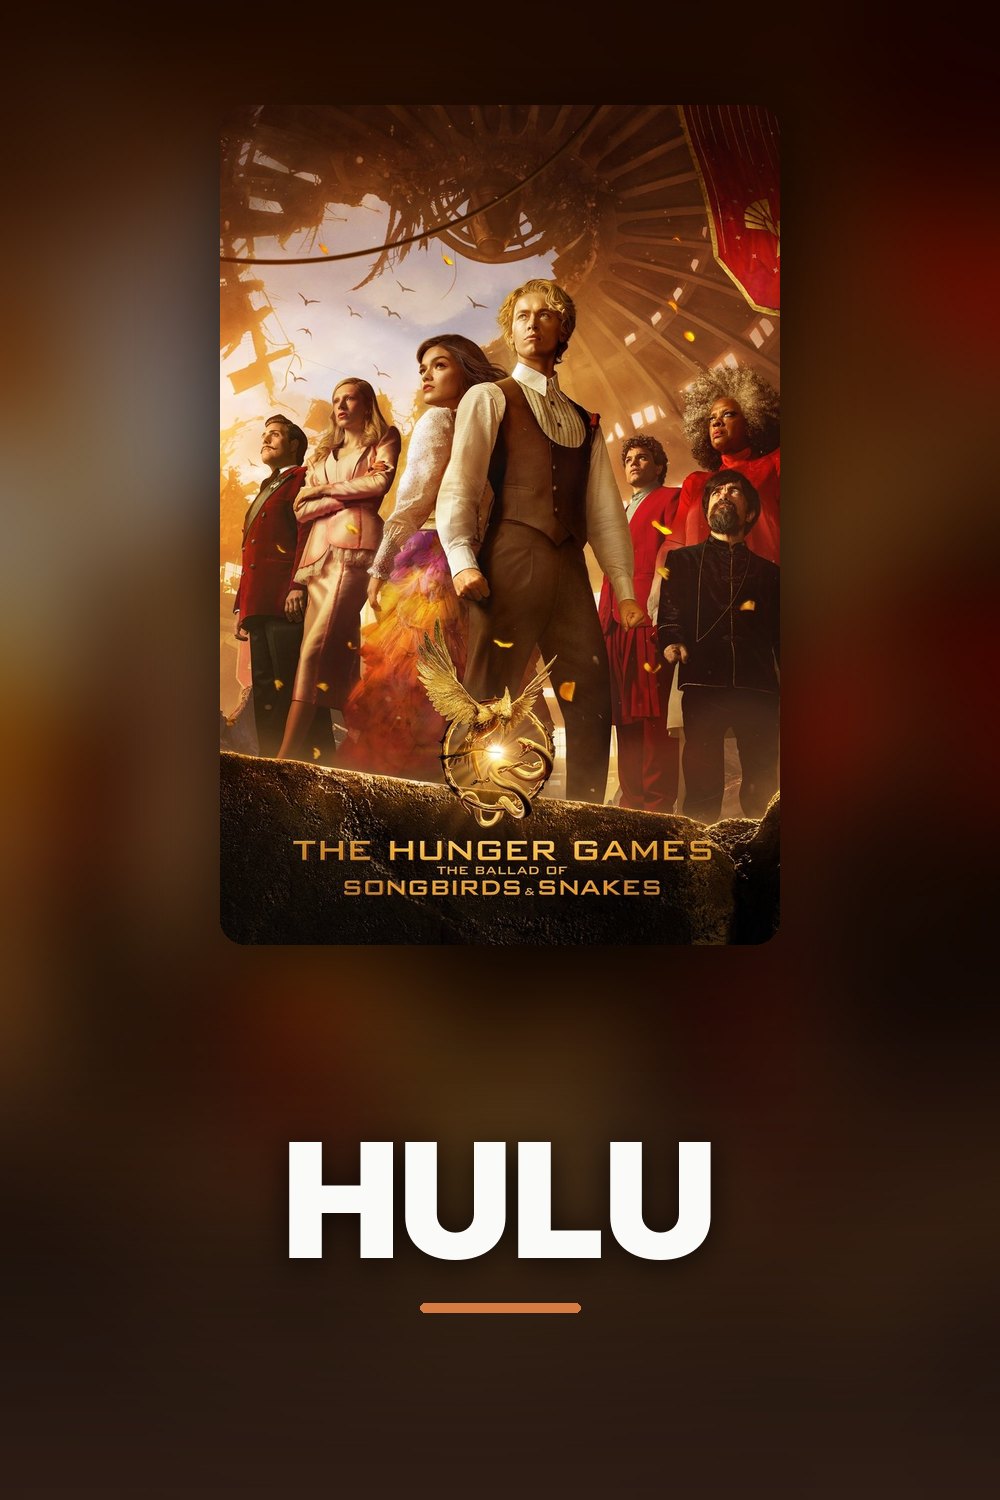 THE HUNGER GAMES
THE BALLAD OF
SONGBIRDS & SNAKES
HULU